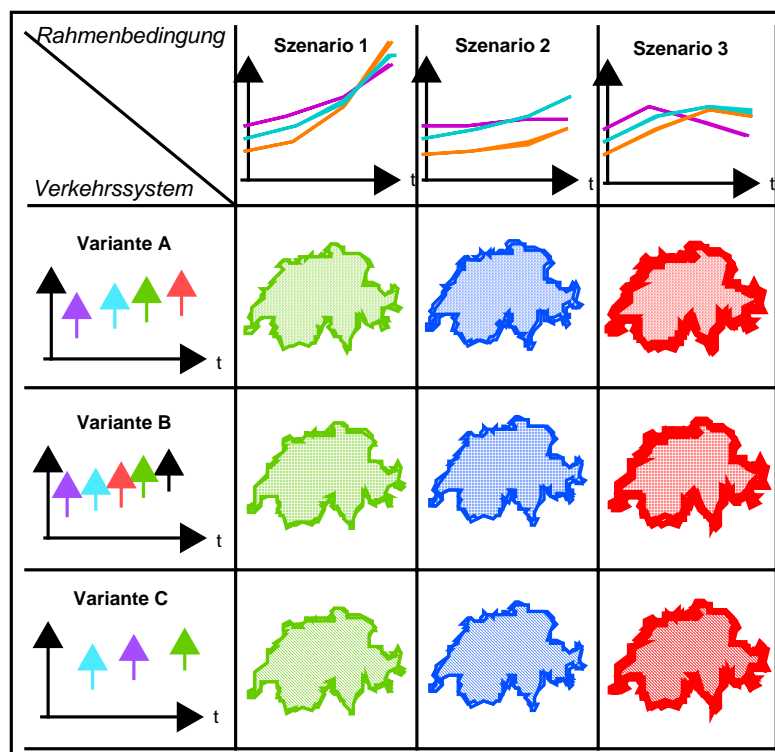 Rahmenbedingung
Verkehrssystem
Szenario 1
t
Szenario 2
t
Szenario 3
t
Variante A
t
Variante B
t
Variante C
t